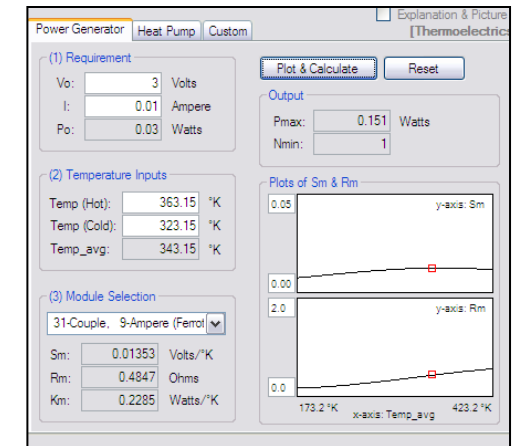 Explanation & Picture
Power Generator Heat Pump Custom
[Thermoelectrics
(1) Requirement
Vo: 3 Volts
I: 0.01 Ampere
Po: 0.03 Watts
Plot & Calculate Reset
Output
Pmax: 0.151 Watts
Nmin: 1
(2) Temperature Inputs
Temp (Hot): 363.15 °K
Temp (Cold): 323.15 °K
Temp_avg: 343.15 °K
(3) Module Selection
31-Couple, 9-Ampere (Ferrot
Sm: 0.01353 Volts/°K
Rm: 0.4847 Ohms
Km: 0.2285 Watts/°K
Plots of Sm & Rm
0.05 y-axis: Sm
0.00
2.0 y-axis: Rm
0.0
173.2 °K x-axis: Temp_avg 423.2 °K